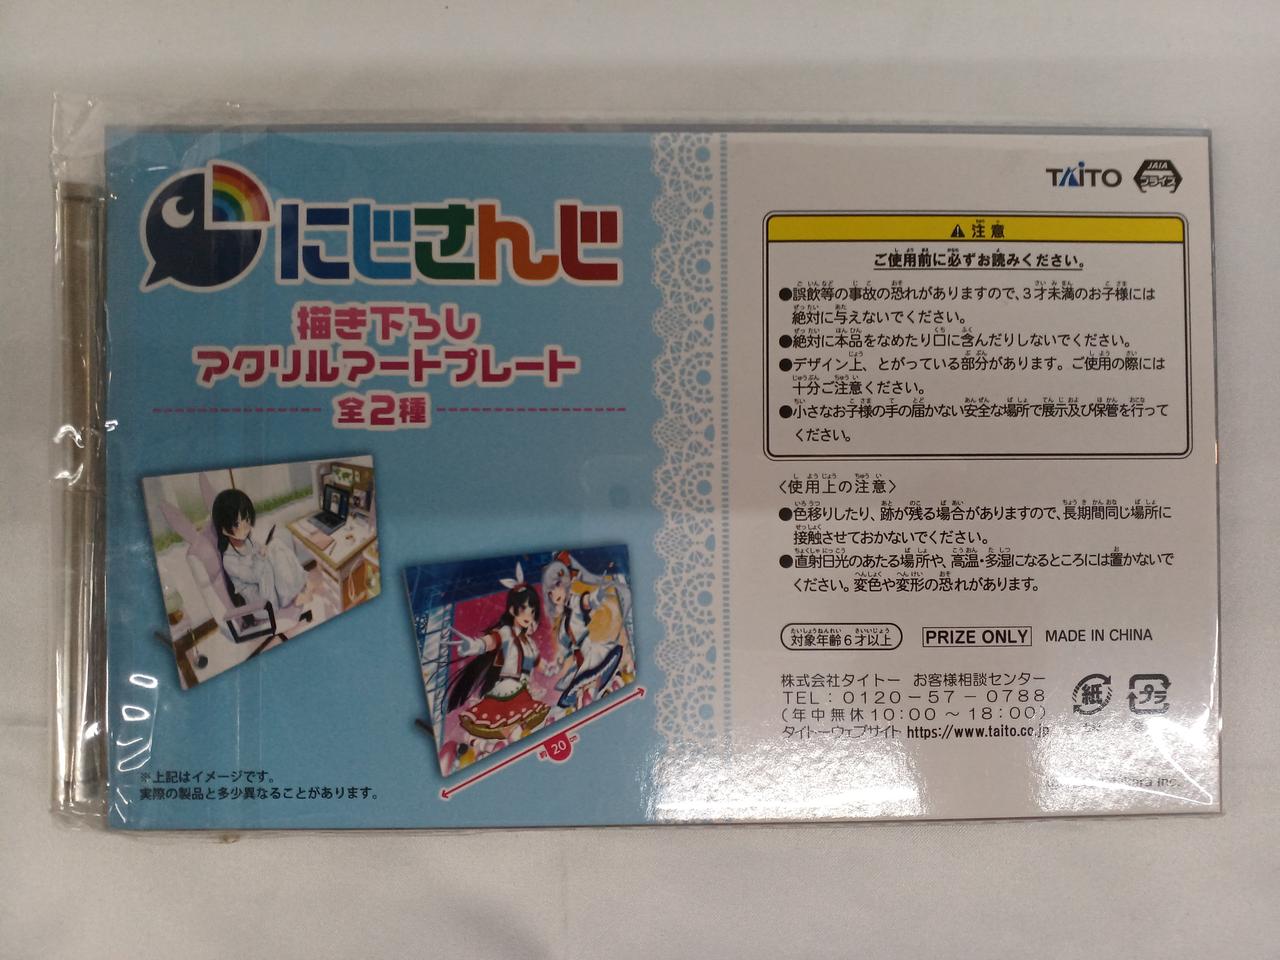 にじさんじ
描き下ろし
アクリルアートプレート
全2種
約20cm
※上記はイメージです。
実際の製品と多少異なることがあります。
TAITO
JAIA
プライズ
注意
ご使用前に必ずお読みください。
●誤飲等の事故の恐れがありますので、3才未満のお子様には
絶対に与えないでください。
●絶対に本品をなめたり口に含んだりしないでください。
●デザイン上、とがっている部分があります。ご使用の際には
十分ご注意ください。
●小さなお子様の手の届かない安全な場所で展示及び保管を行って
ください。
〈使用上の注意〉
●色移りしたり、跡が残る場合がありますので、長期間同じ場所に
接触させておかないでください。
●直射日光のあたる場所や、高温・多湿になるところには置かないで
ください。変色や変形の恐れがあります。
対象年齢6才以上
PRIZE ONLY
MADE IN CHINA
株式会社タイトー お客様相談センター
TEL:0120-57-0788
(年中無休10:00～18:00)
タイトーウェブサイト https://www.taito.co.jp
紙
プラ
Inc.